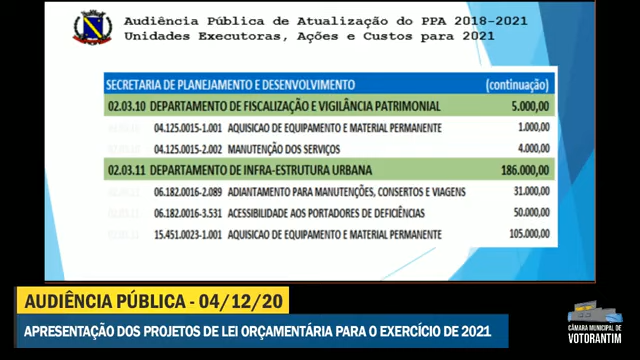 Audiência Pública de Atualização do PPA 2018-2021
Unidades Executoras, Ações e Custos para 2021
SECRETARIA DE PLANEJAMENTO E DESENVOLVIMENTO (continuação)
02.03.10 DEPARTAMENTO DE FISCALIZAÇÃO E VIGILÂNCIA PATRIMONIAL 5.000,00
04.125.0015-1.001 AQUISICAO DE EQUIPAMENTO E MATERIAL PERMANENTE 1.000,00
04.125.0015-2.002 MANUTENÇÃO DOS SERVIÇOS 4.000,00
02.03.11 DEPARTAMENTO DE INFRA-ESTRUTURA URBANA 186.000,00
06.182.0016-2.089 ADIANTAMENTO PARA MANUTENÇÕES, CONSERTOS E VIAGENS 31.000,00
06.182.0016-3.531 ACESSIBILIDADE AOS PORTADORES DE DEFICIÊNCIAS 50.000,00
15.451.0023-1.001 AQUISICAO DE EQUIPAMENTO E MATERIAL PERMANENTE 105.000,00
AUDIÊNCIA PÚBLICA - 04/12/20
APRESENTAÇÃO DOS PROJETOS DE LEI ORÇAMENTÁRIA PARA O EXERCÍCIO DE 2021
CÂMARA MUNICIPAL DE
VOTORANTIM